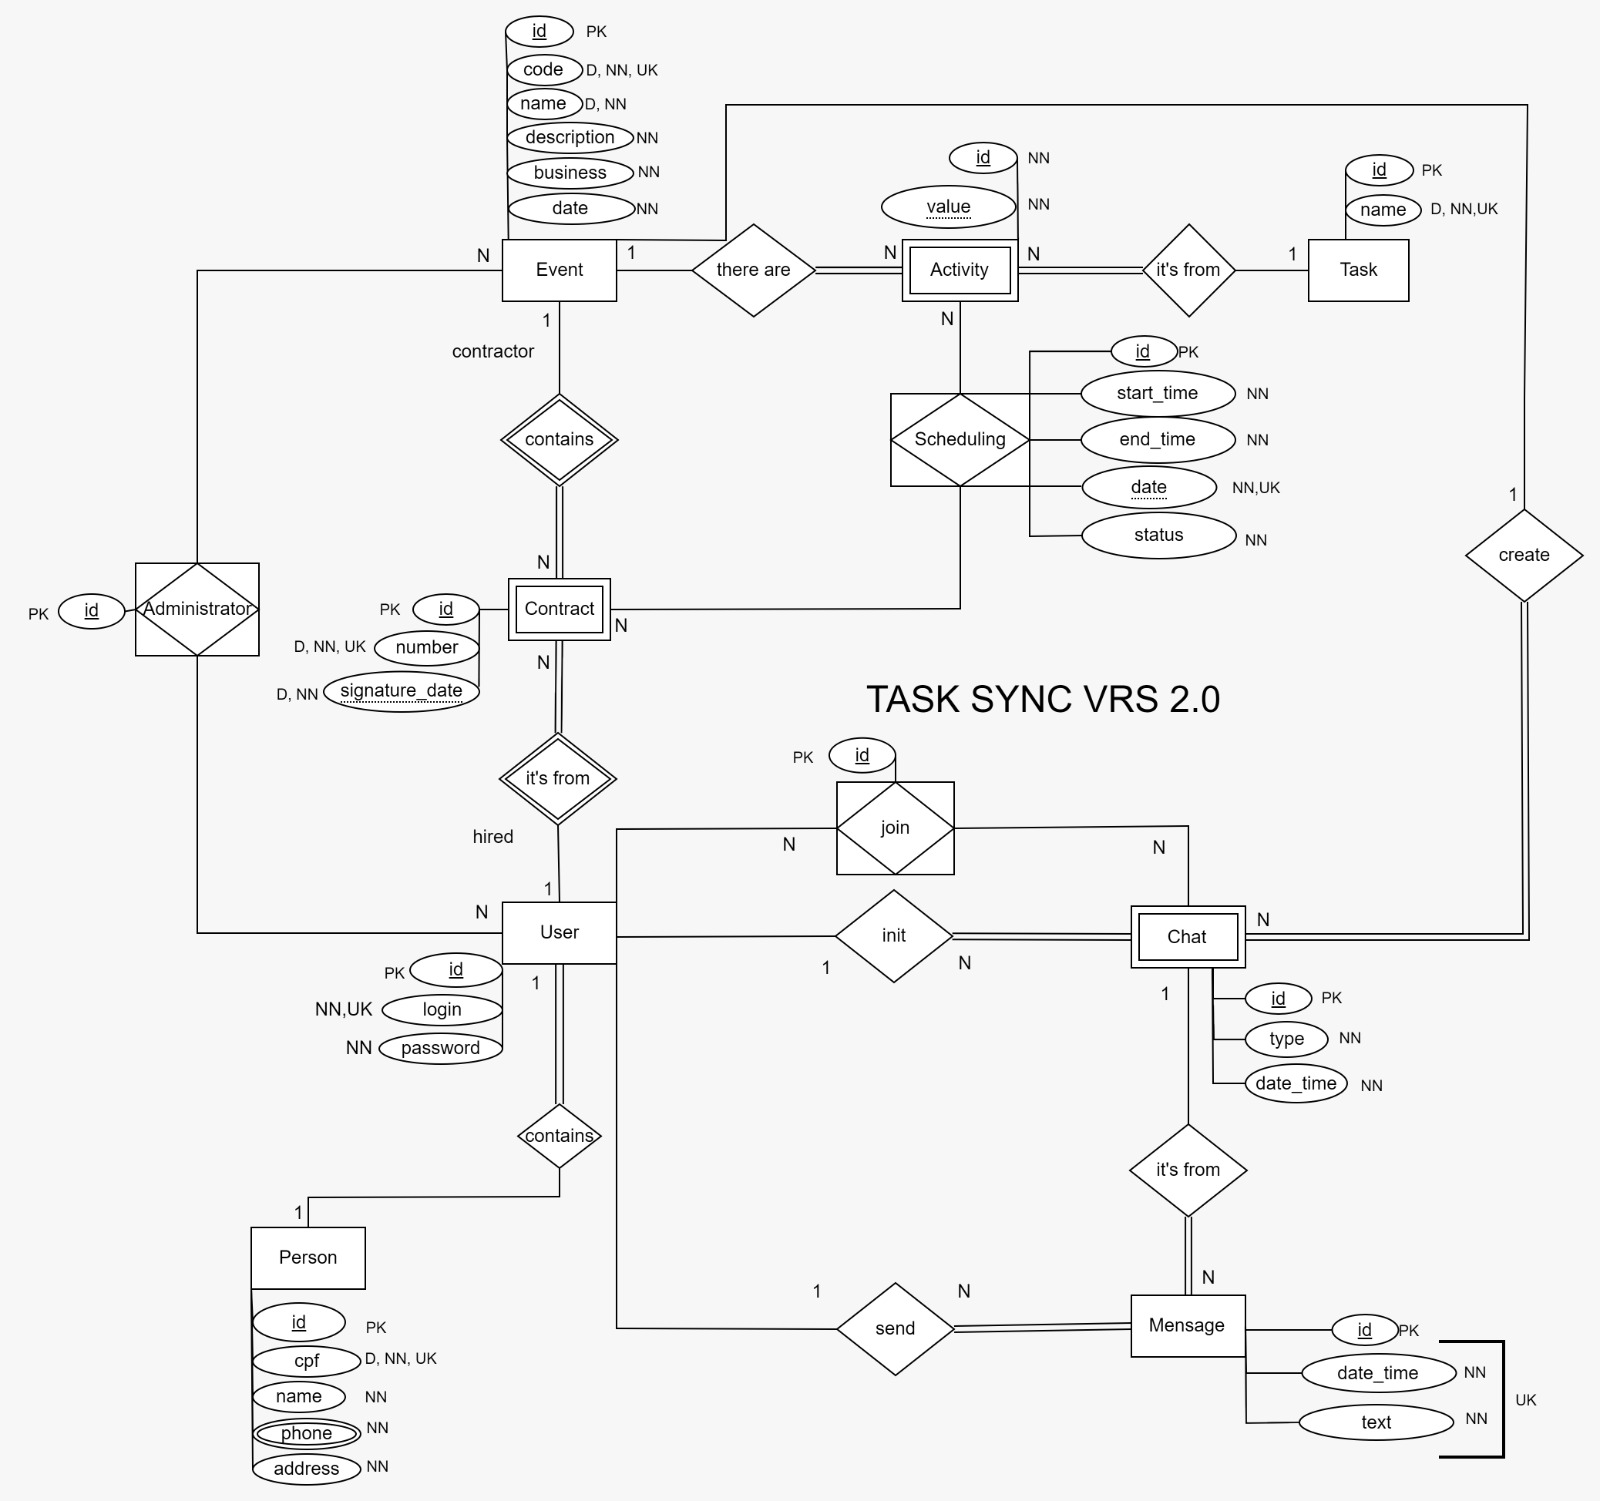 id PK
code D, NN, UK
name D, NN
description NN
business NN
date NN
id NN
value NN
id PK
name D, NN,UK
N Event 1 there are N Activity N it's from 1 Task
1
contractor
N
id PK
start_time NN
contains
Scheduling end_time NN
date NN,UK
status NN
1
create
N
PK id Administrator
PK id Contract N
D, NN, UK number
N
D, NN signature_date
TASK SYNC VRS 2.0
PK id
it's from
hired
join
N N
1
N User init Chat N
1 N
PK id 1
NN,UK login
NN password
1
id PK
type NN
date_time NN
contains
it's from
1
Person
N
1 N
send
Mensage
id PK
date_time NN
text NN
UK
id PK
cpf D, NN, UK
name NN
phone NN
address NN